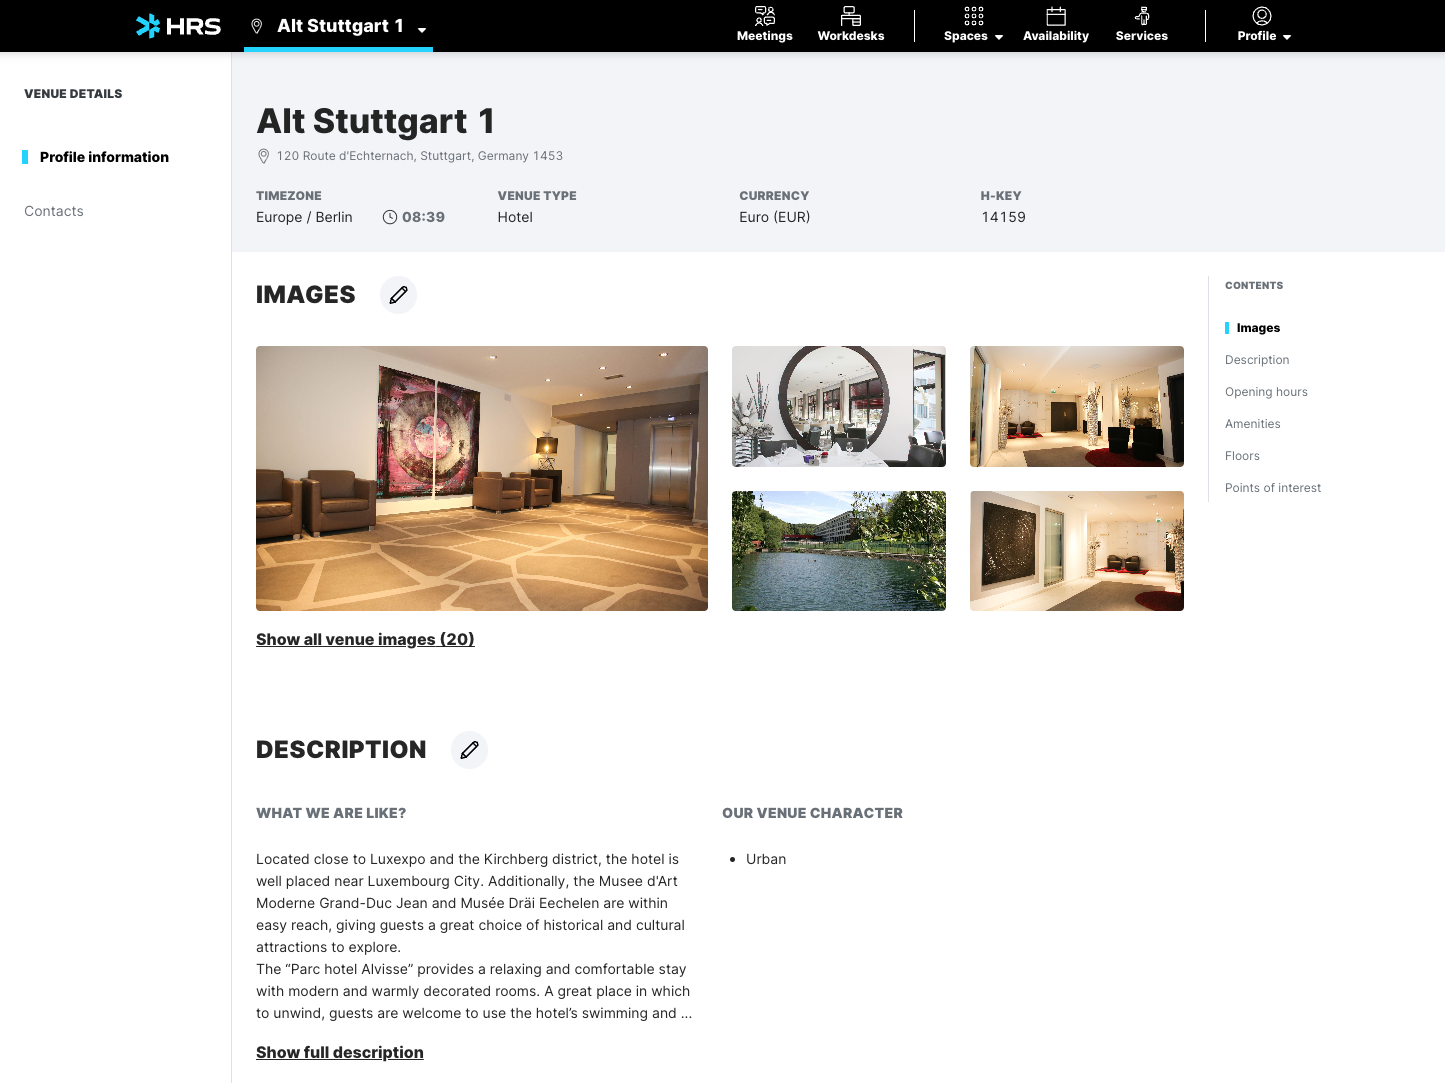 HRS
Alt Stuttgart 1
Meetings
Workdesks
Spaces
Availability
Services
Profile
VENUE DETAILS
Profile information
Contacts
Alt Stuttgart 1
120 Route d'Echternach, Stuttgart, Germany 1453
TIMEZONE
Europe / Berlin
08:39
VENUE TYPE
Hotel
CURRENCY
Euro (EUR)
H-KEY
14159
IMAGES
Show all venue images (20)
CONTENTS
Images
Description
Opening hours
Amenities
Floors
Points of interest
DESCRIPTION
WHAT WE ARE LIKE?
Located close to Luxexpo and the Kirchberg district, the hotel is
well placed near Luxembourg City. Additionally, the Musee d'Art
Moderne Grand-Duc Jean and Musée Dräi Eechelen are within
easy reach, giving guests a great choice of historical and cultural
attractions to explore.
The “Parc hotel Alvisse” provides a relaxing and comfortable stay
with modern and warmly decorated rooms. A great place in which
to unwind, guests are welcome to use the hotel’s swimming and ...
Show full description
OUR VENUE CHARACTER
• Urban